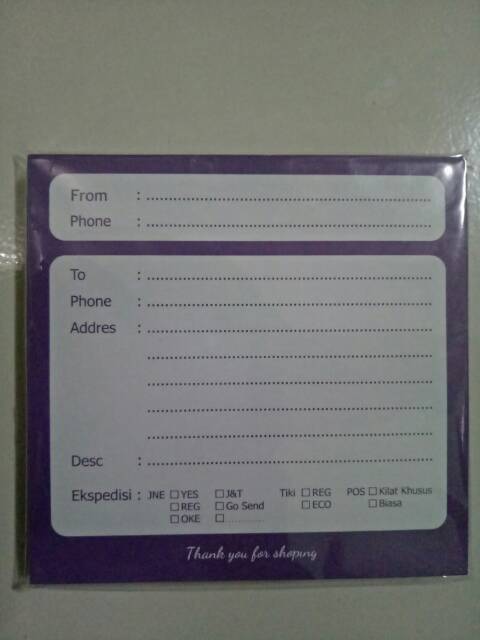 From : ........................................................
Phone : ........................................................
To : ........................................................
Phone : ........................................................
Addres : ........................................................
........................................................
........................................................
........................................................
........................................................
Desc : ........................................................
Ekspedisi : JNE ☐ YES ☐ J&T Tiki ☐ REG POS ☐ Kilat Khusus
☐ REG ☐ Go Send ☐ ECO ☐ Biasa
☐ OKE ☐ ............
Thank you for shoping